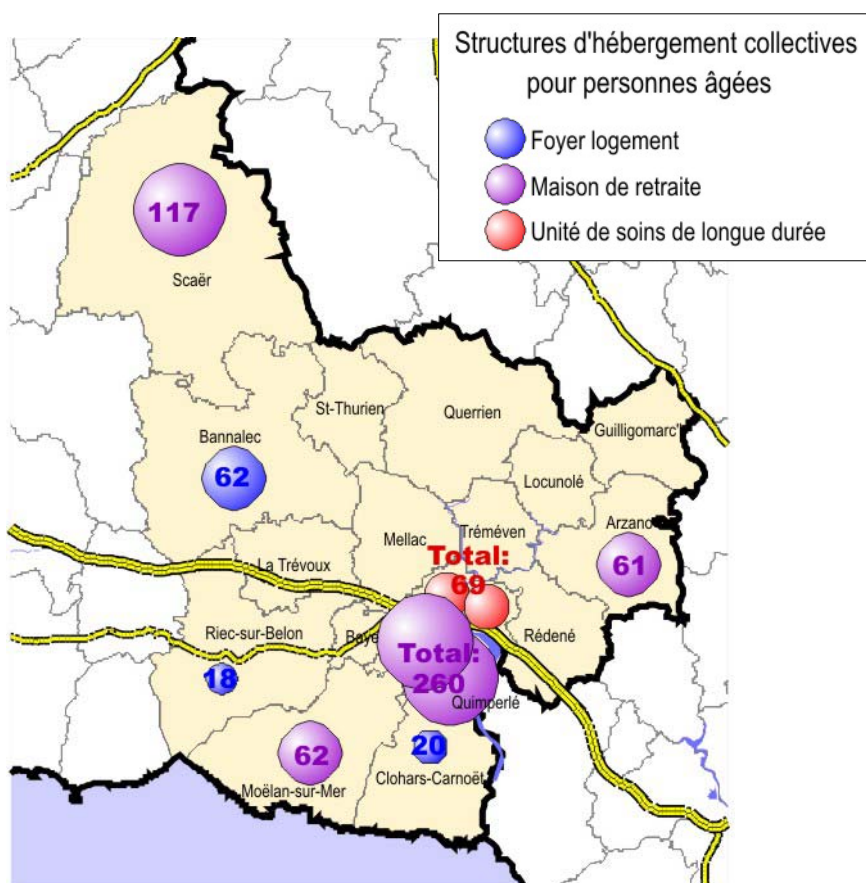 Structures d'hébergement collectives
pour personnes âgées
Foyer logement
Maison de retraite
Unité de soins de longue durée
117
Scaër
St-Thurien
Querrien
Guilligomarc'h
Bannalec
62
Locunolé
Mellac
Tréméven
Arzano
Total:
69
61
La Trévoux
Riec-sur-Belon
Baye
Rédené
Total:
260
18
Quimperlé
62
20
Moëlan-sur-Mer
Clohars-Carnoët